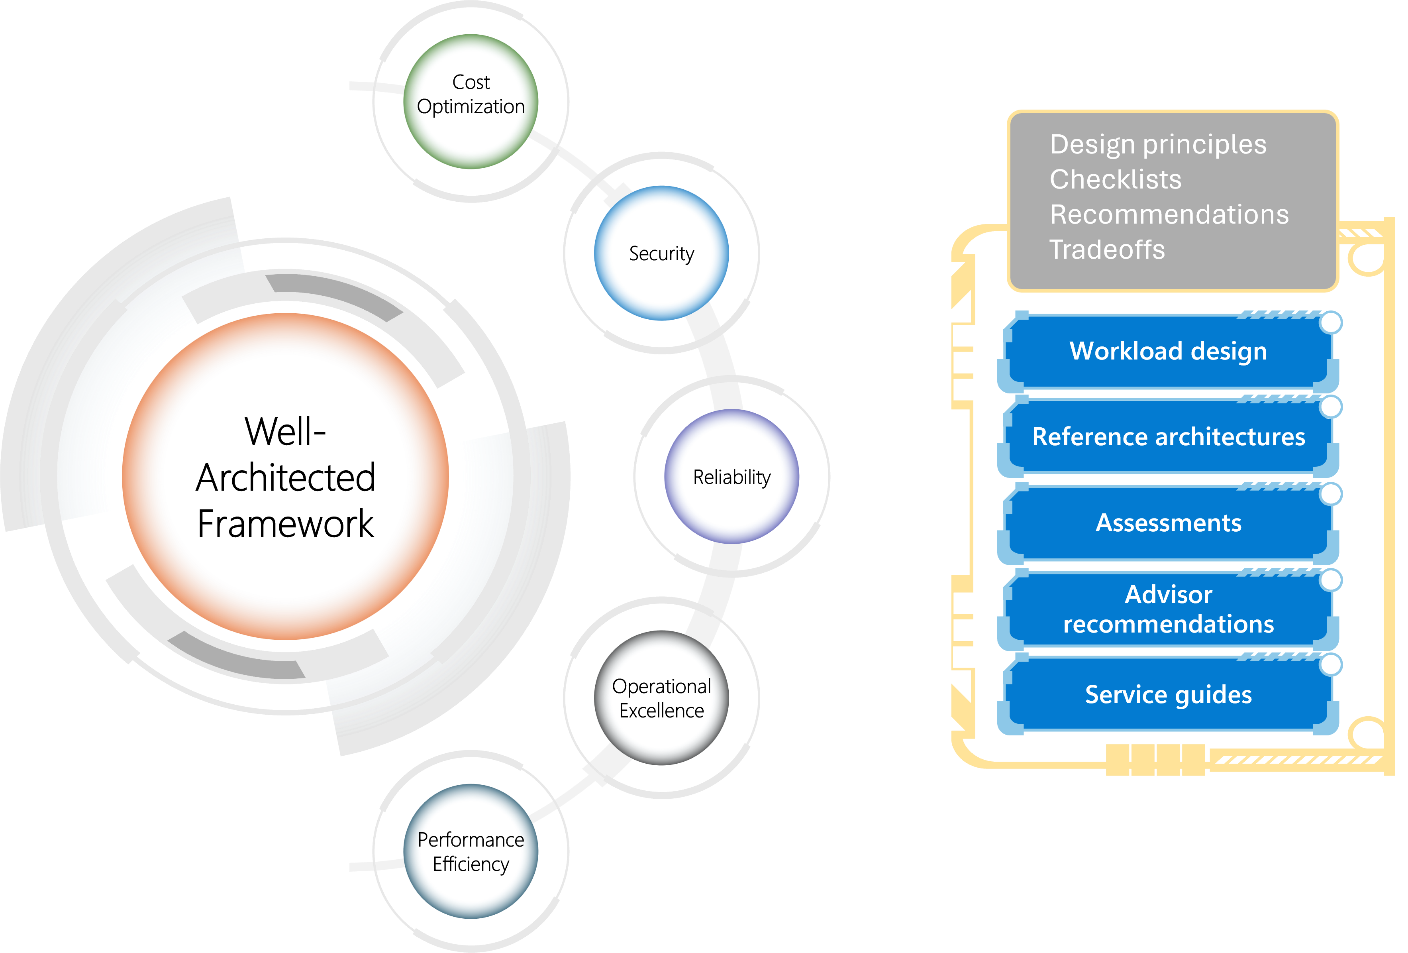 Cost
Optimization
Security
Reliability
Operational
Excellence
Performance
Efficiency
Well-
Architected
Framework
Design principles
Checklists
Recommendations
Tradeoffs
Workload design
Reference architectures
Assessments
Advisor
recommendations
Service guides